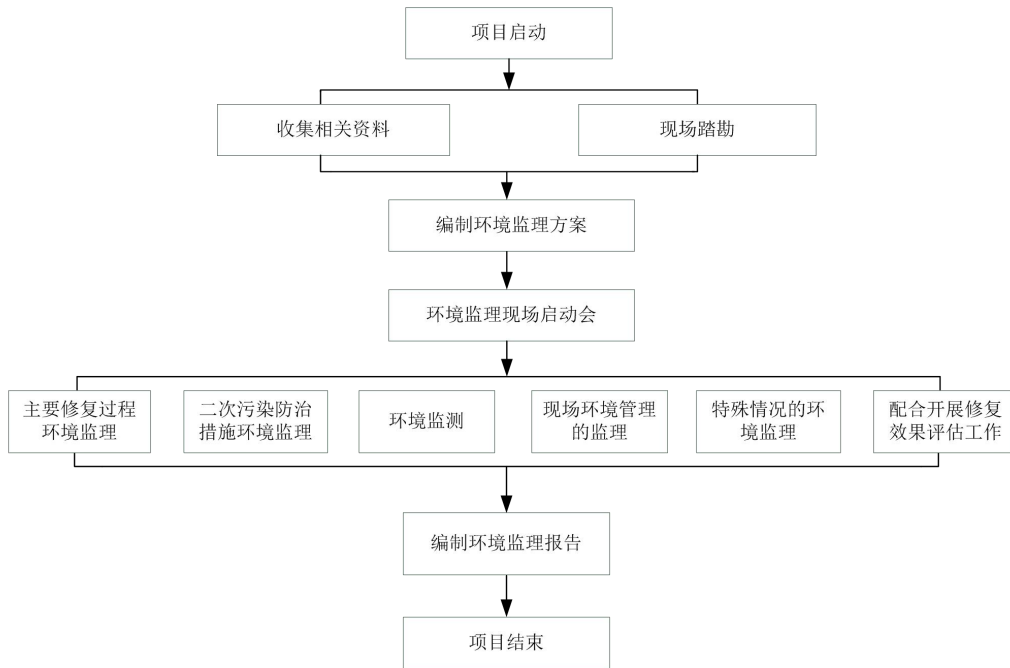 项目启动
收集相关资料
现场踏勘
编制环境监理方案
环境监理现场启动会
主要修复过程
环境监理
二次污染防治
措施环境监理
环境监测
现场环境管理
的监理
特殊情况的环
境监理
配合开展修复
效果评估工作
编制环境监理报告
项目结束